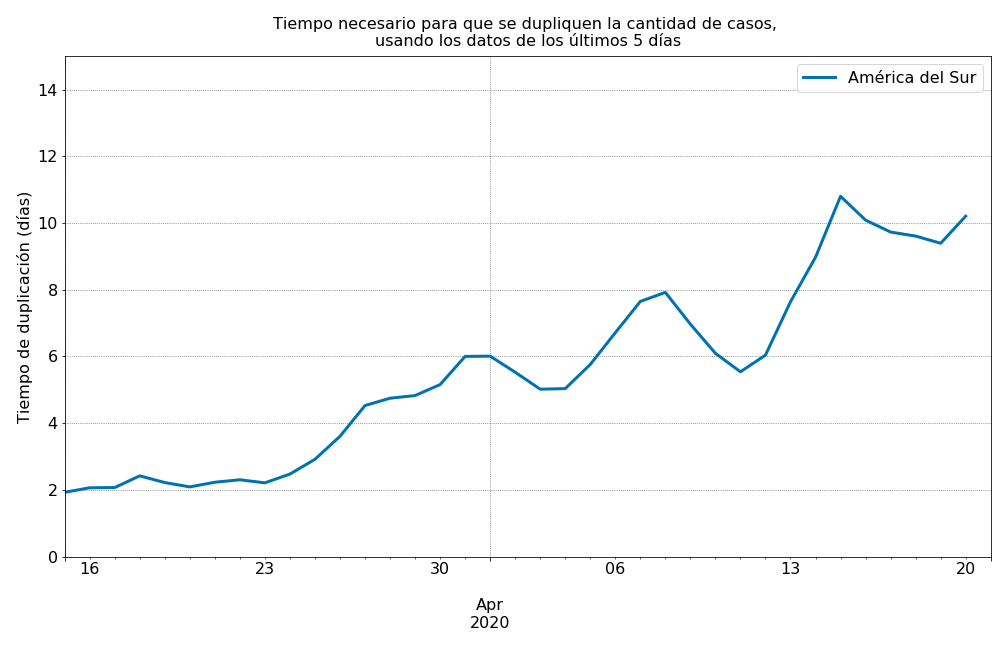 Tiempo necesario para que se dupliquen la cantidad de casos,
usando los datos de los últimos 5 días
América del Sur
Tiempo de duplicación (días)
14
12
10
8
6
4
2
0
16 23 30 06 13 20
Apr
2020